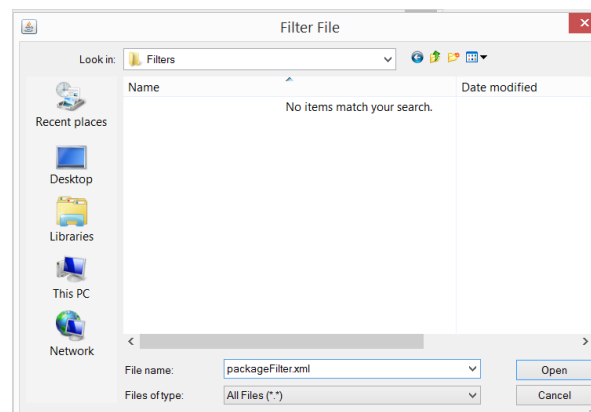 Filter File
Look in: Filters
Name Date modified
No items match your search.
Recent places
Desktop
Libraries
This PC
Network
File name: packageFilter.xml Open
Files of type: All Files (*.*) Cancel